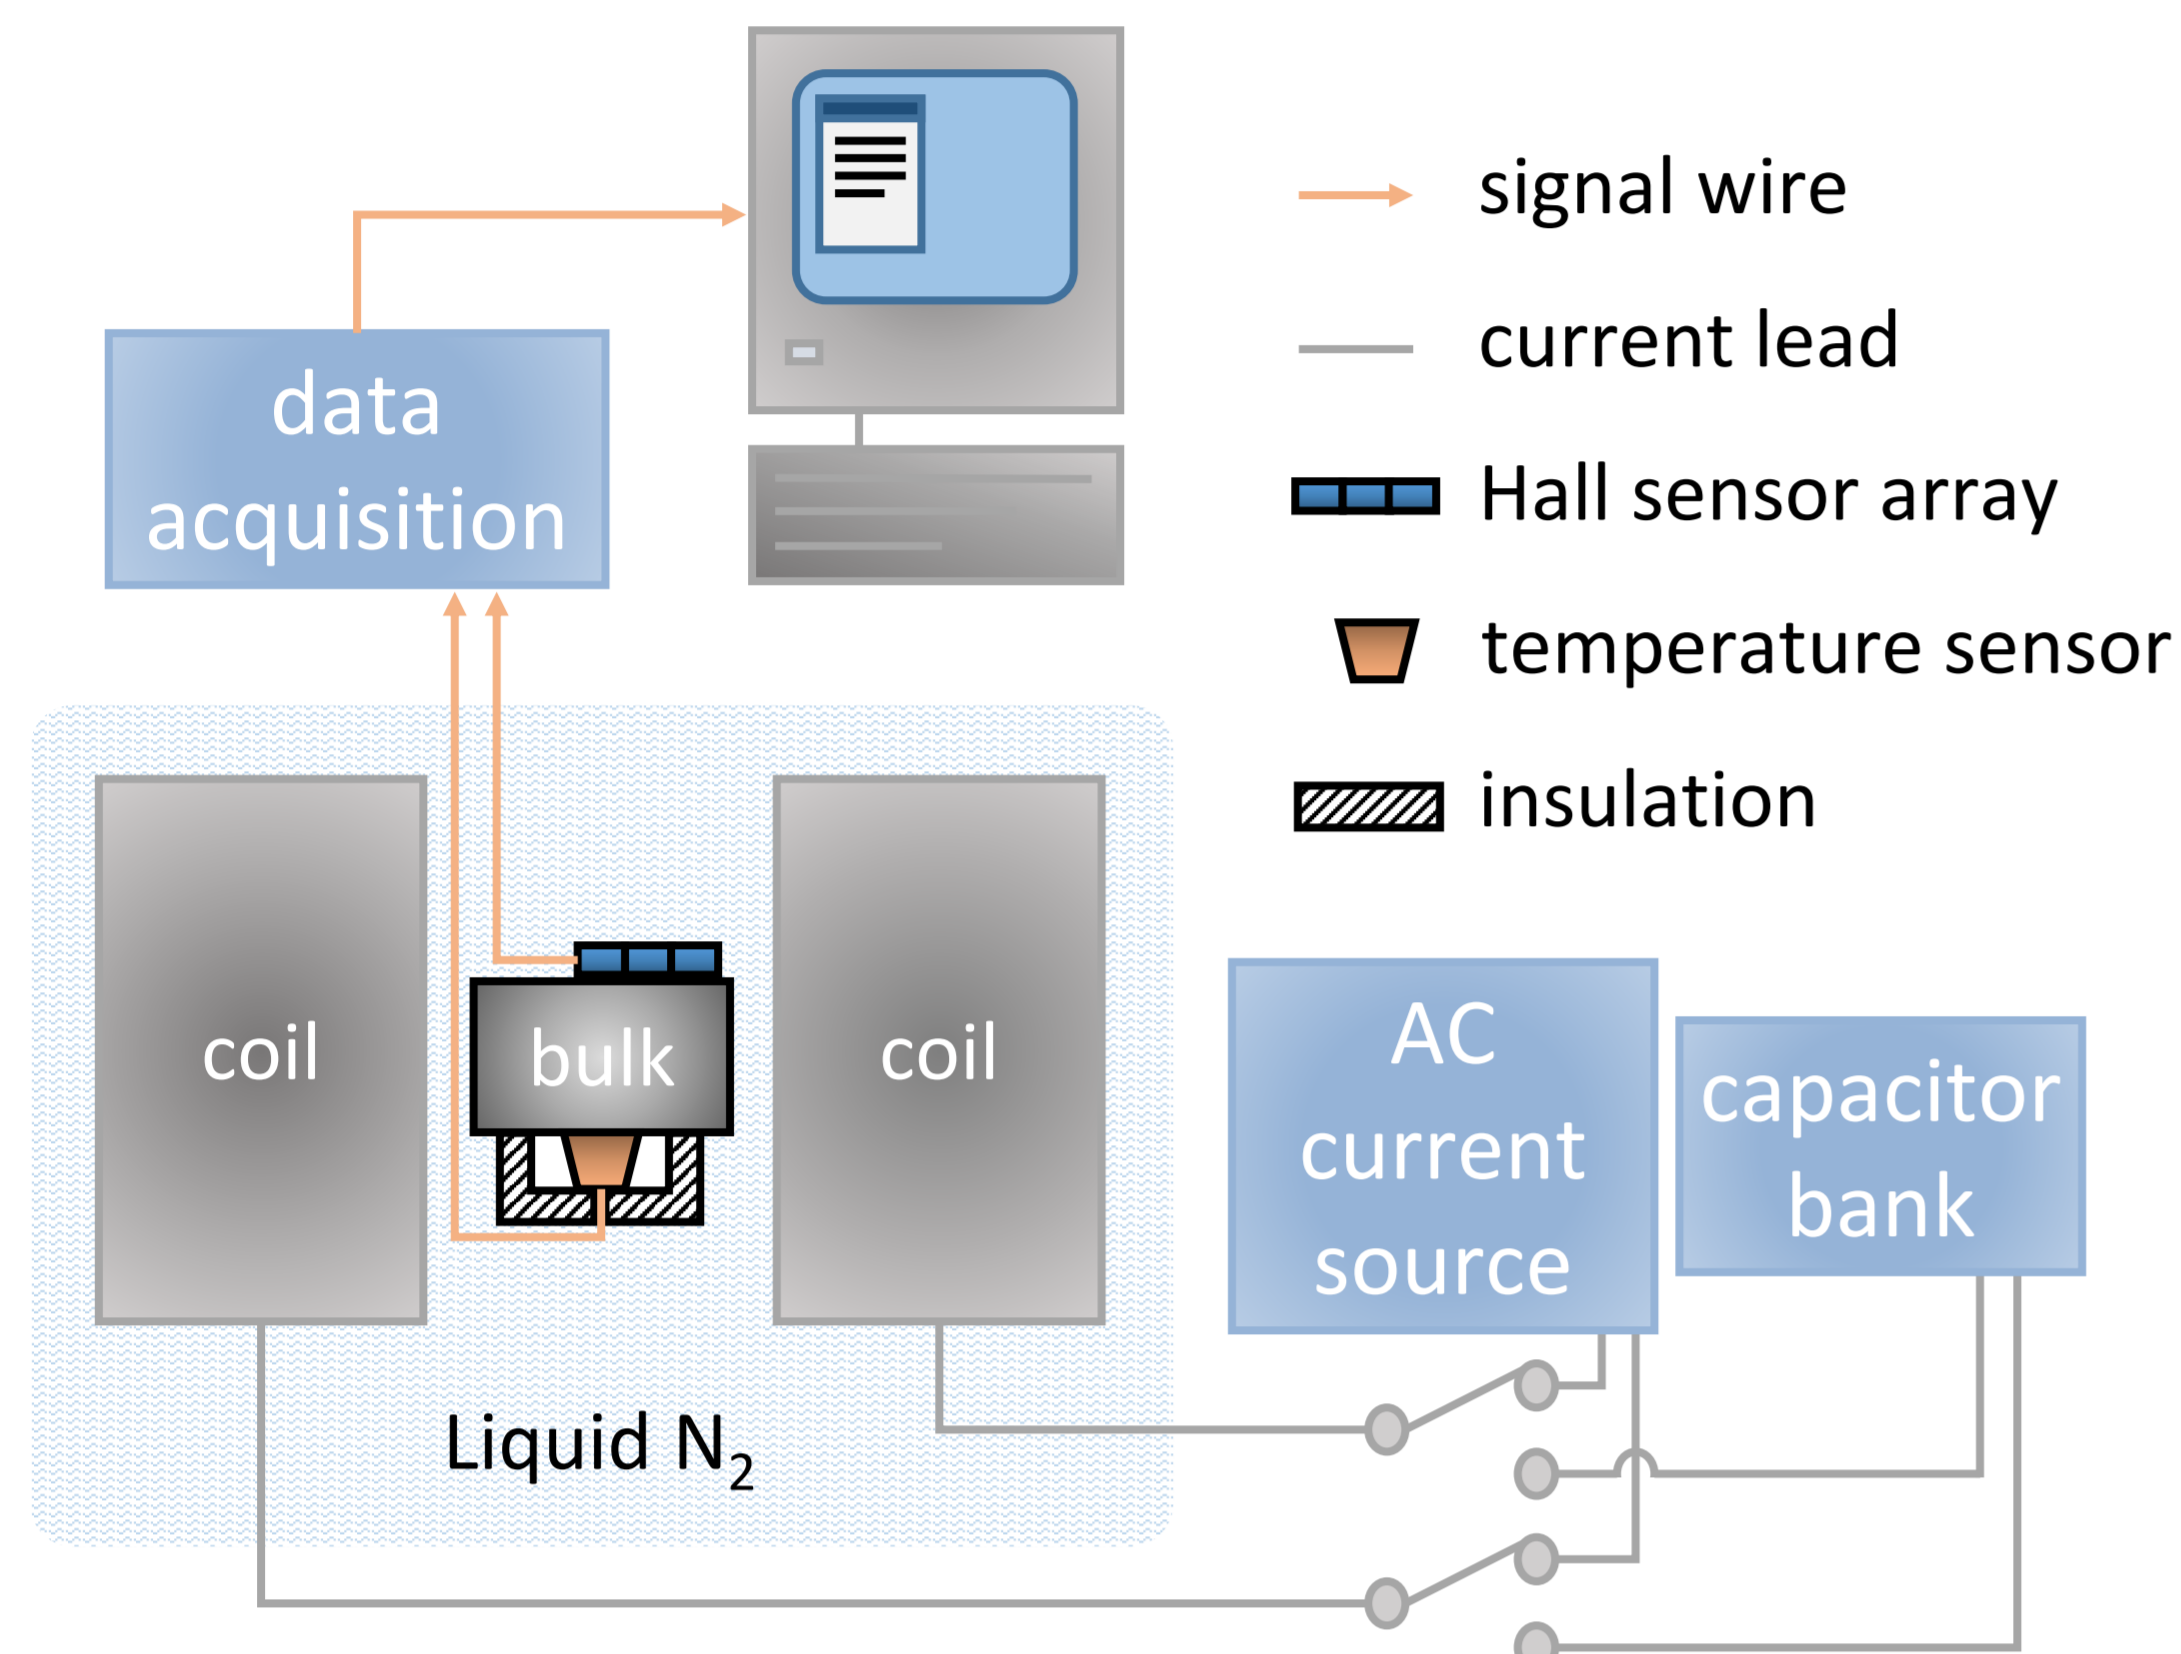 signal wire
current lead
data
acquisition
Hall sensor array
temperature sensor
insulation
coil
bulk
coil
AC
current
source
capacitor
bank
Liquid N₂